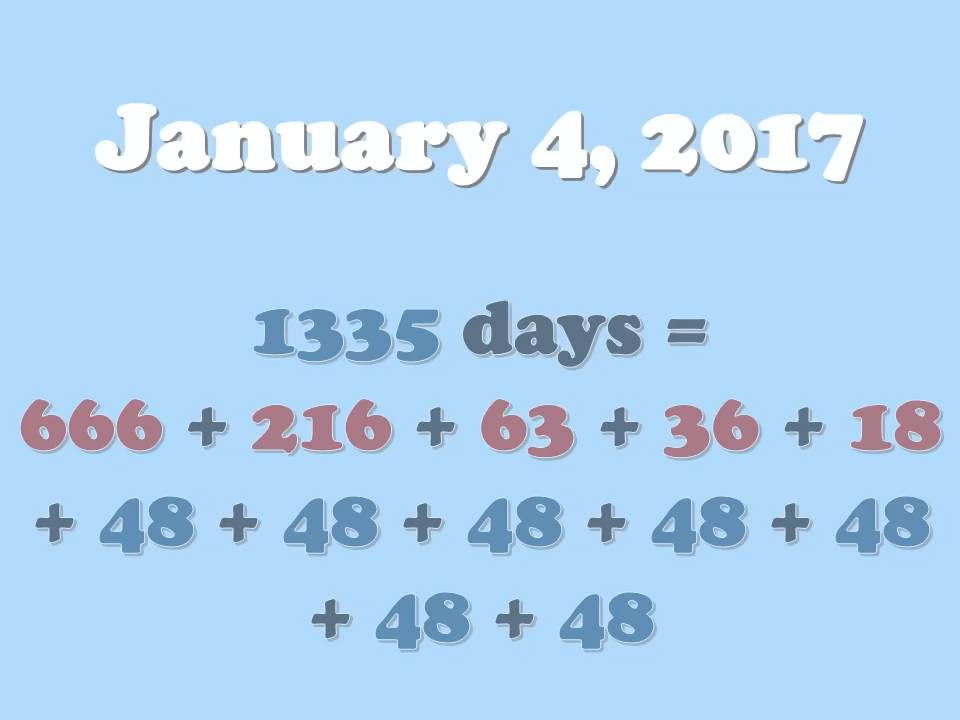 January 4, 2017
1335 days =
666 + 216 + 63 + 36 + 18
+ 48 + 48 + 48 + 48 + 48
+ 48 + 48